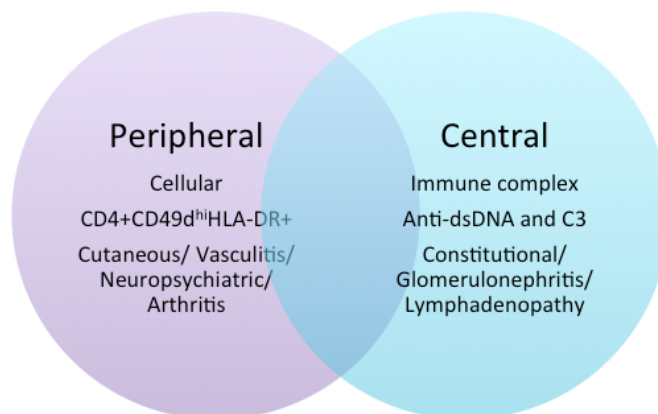 Peripheral
Cellular
CD4+CD49dʰⁱHLA-DR+
Cutaneous/ Vasculitis/
Neuropsychiatric/
Arthritis
Central
Immune complex
Anti-dsDNA and C3
Constitutional/
Glomerulonephritis/
Lymphadenopathy